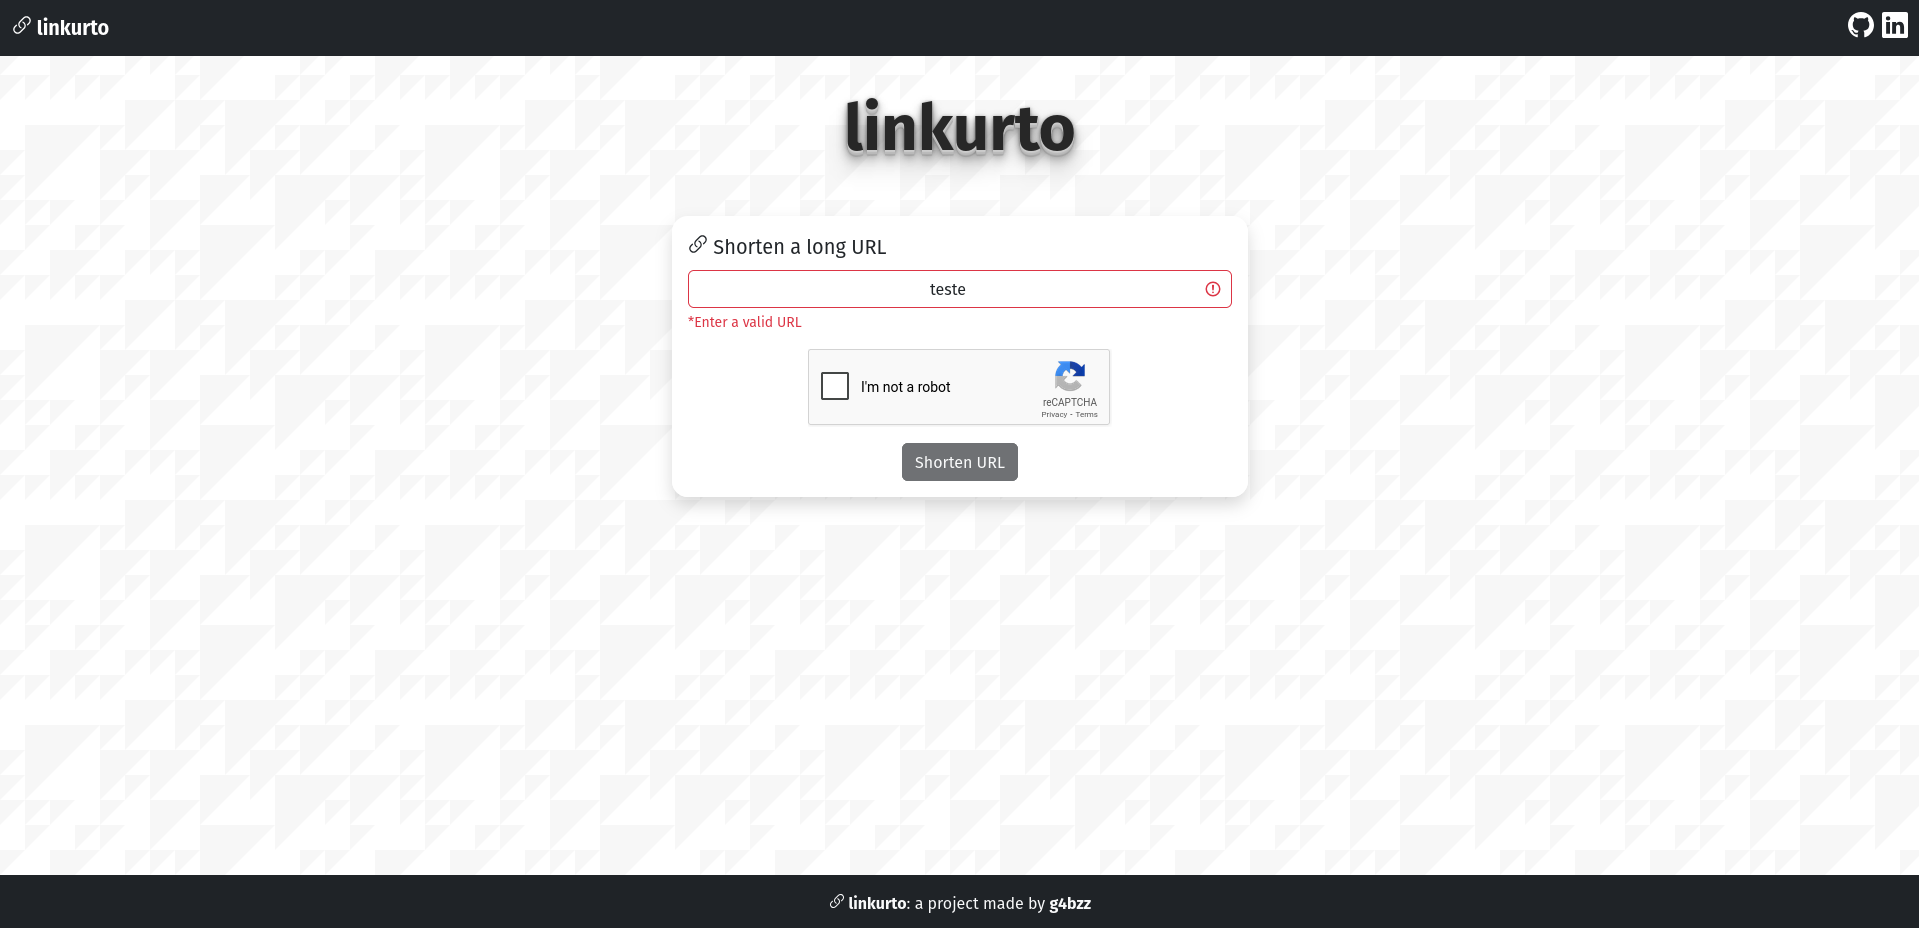 linkurto
linkurto
Shorten a long URL
teste
*Enter a valid URL
I'm not a robot
reCAPTCHA
Privacy - Terms
Shorten URL
linkurto: a project made by g4bzz